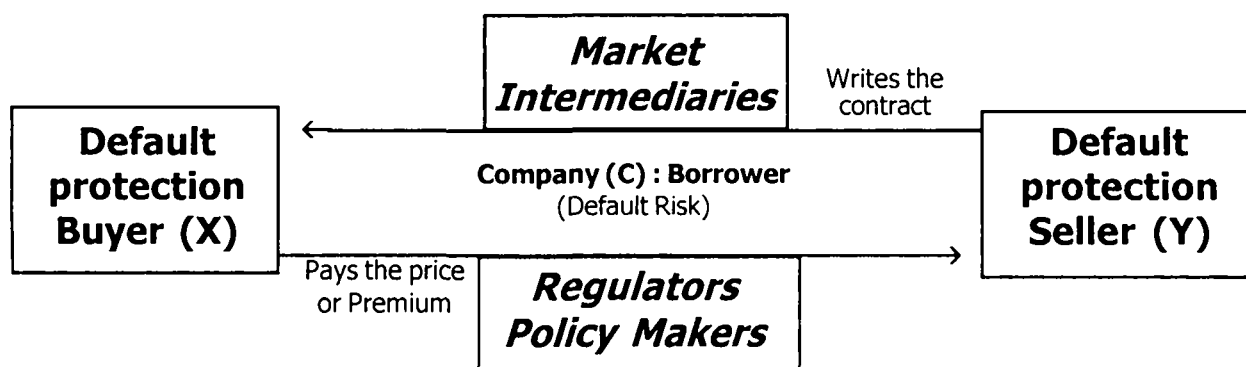 Market
Intermediaries
Writes the
contract
Default
protection
Buyer (X)
Company (C) : Borrower
(Default Risk)
Default
protection
Seller (Y)
Pays the price
or Premium
Regulators
Policy Makers